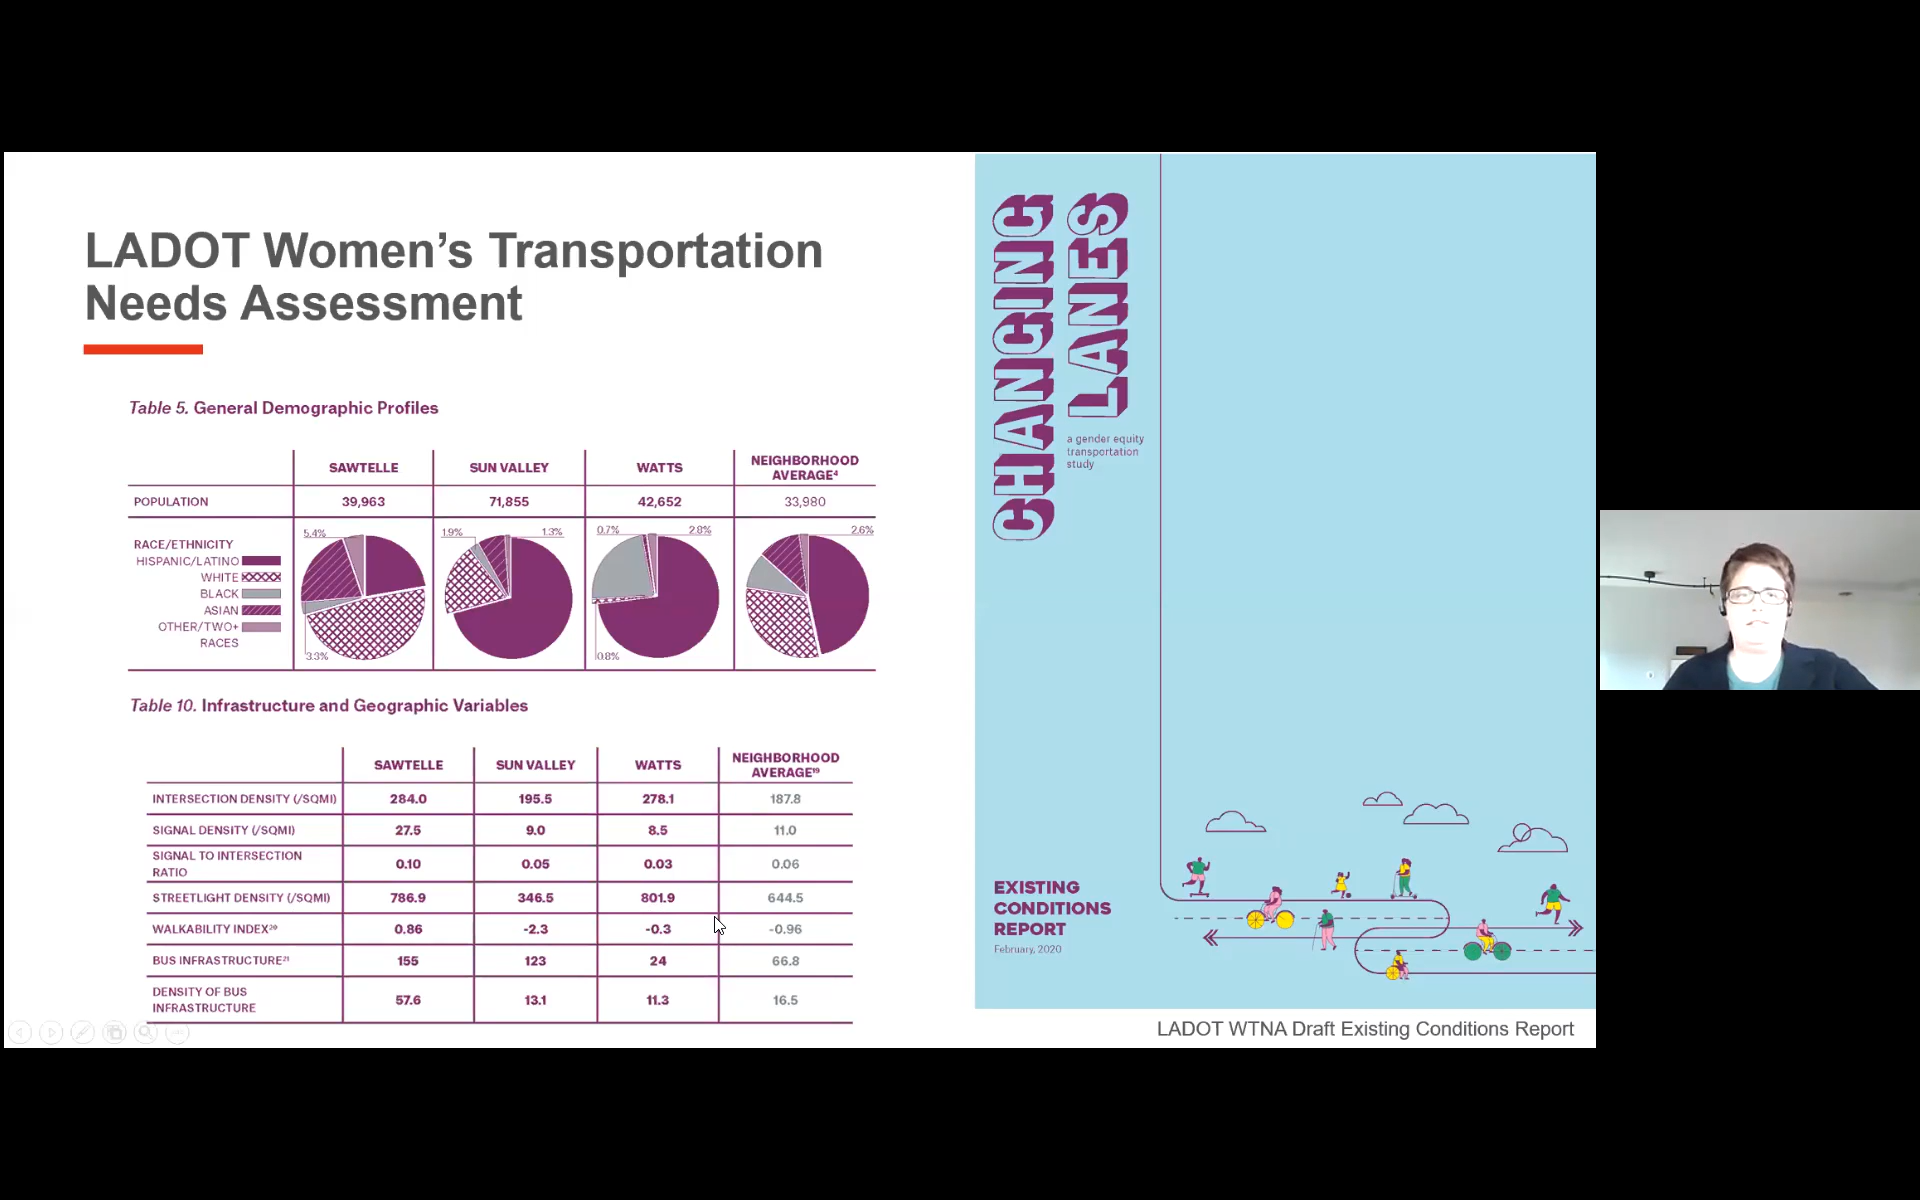 LADOT Women’s Transportation
Needs Assessment
Table 5. General Demographic Profiles
SAWTELLE SUN VALLEY WATTS NEIGHBORHOOD AVERAGE⁴
POPULATION 39,963 71,855 42,652 33,980
RACE/ETHNICITY
HISPANIC/LATINO
WHITE
BLACK
ASIAN
OTHER/TWO+
RACES
5.4%
3.3%
1.9% 1.3%
0.7% 2.8%
0.8%
2.6%
Table 10. Infrastructure and Geographic Variables
SAWTELLE SUN VALLEY WATTS NEIGHBORHOOD AVERAGE¹⁹
INTERSECTION DENSITY (/SQMI) 284.0 195.5 278.1 187.8
SIGNAL DENSITY (/SQMI) 27.5 9.0 8.5 11.0
SIGNAL TO INTERSECTION RATIO 0.10 0.05 0.03 0.06
STREETLIGHT DENSITY (/SQMI) 786.9 346.5 801.9 644.5
WALKABILITY INDEX²⁰ 0.86 -2.3 -0.3 -0.96
BUS INFRASTRUCTURE²¹ 155 123 24 66.8
DENSITY OF BUS INFRASTRUCTURE 57.6 13.1 11.3 16.5
CHANGING
LANES
a gender equity
transportation
study
EXISTING
CONDITIONS
REPORT
February, 2020
LADOT WTNA Draft Existing Conditions Report